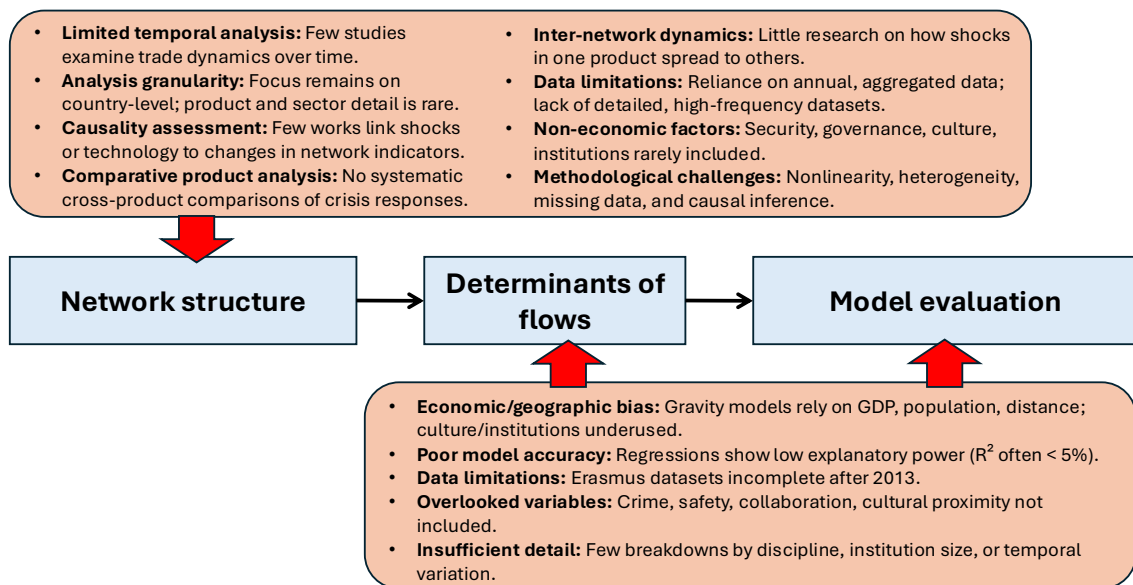 • Limited temporal analysis: Few studies
examine trade dynamics over time.
• Analysis granularity: Focus remains on
country-level; product and sector detail is rare.
• Causality assessment: Few works link shocks
or technology to changes in network indicators.
• Comparative product analysis: No systematic
cross-product comparisons of crisis responses.
• Inter-network dynamics: Little research on how shocks
in one product spread to others.
• Data limitations: Reliance on annual, aggregated data;
lack of detailed, high-frequency datasets.
• Non-economic factors: Security, governance, culture,
institutions rarely included.
• Methodological challenges: Nonlinearity, heterogeneity,
missing data, and causal inference.
Network structure
Determinants of
flows
Model evaluation
• Economic/geographic bias: Gravity models rely on GDP, population, distance;
culture/institutions underused.
• Poor model accuracy: Regressions show low explanatory power (R² often < 5%).
• Data limitations: Erasmus datasets incomplete after 2013.
• Overlooked variables: Crime, safety, collaboration, cultural proximity not
included.
• Insufficient detail: Few breakdowns by discipline, institution size, or temporal
variation.